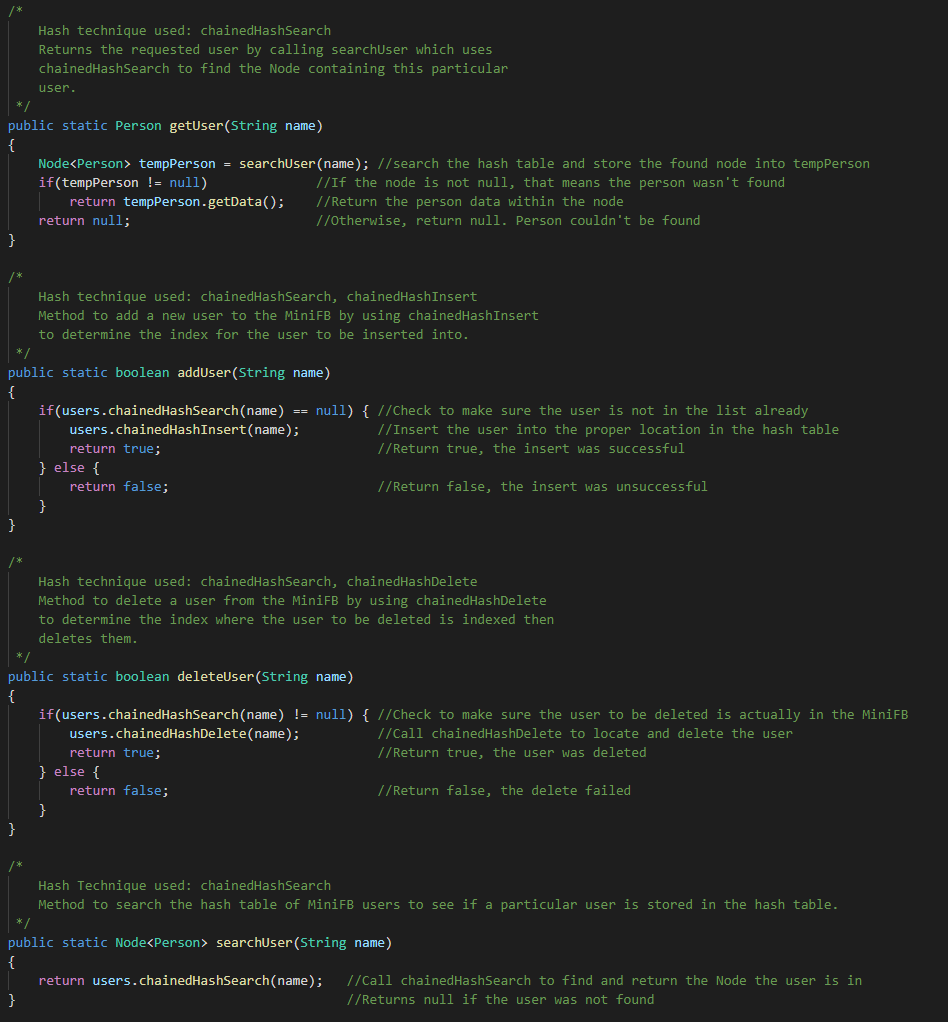 /*
Hash technique used: chainedHashSearch
Returns the requested user by calling searchUser which uses
chainedHashSearch to find the Node containing this particular
user.
*/
public static Person getUser(String name)
{
Node<Person> tempPerson = searchUser(name); //search the hash table and store the found node into tempPerson
if(tempPerson != null) //If the node is not null, that means the person wasn't found
return tempPerson.getData(); //Return the person data within the node
return null; //Otherwise, return null. Person couldn't be found
}
/*
Hash technique used: chainedHashSearch, chainedHashInsert
Method to add a new user to the MiniFB by using chainedHashInsert
to determine the index for the user to be inserted into.
*/
public static boolean addUser(String name)
{
if(users.chainedHashSearch(name) == null) { //Check to make sure the user is not in the list already
users.chainedHashInsert(name); //Insert the user into the proper location in the hash table
return true; //Return true, the insert was successful
} else {
return false; //Return false, the insert was unsuccessful
}
}
/*
Hash technique used: chainedHashSearch, chainedHashDelete
Method to delete a user from the MiniFB by using chainedHashDelete
to determine the index where the user to be deleted is indexed then
deletes them.
*/
public static boolean deleteUser(String name)
{
if(users.chainedHashSearch(name) != null) { //Check to make sure the user to be deleted is actually in the MiniFB
users.chainedHashDelete(name); //Call chainedHashDelete to locate and delete the user
return true; //Return true, the user was deleted
} else {
return false; //Return false, the delete failed
}
}
/*
Hash Technique used: chainedHashSearch
Method to search the hash table of MiniFB users to see if a particular user is stored in the hash table.
*/
public static Node<Person> searchUser(String name)
{
return users.chainedHashSearch(name); //Call chainedHashSearch to find and return the Node the user is in
} //Returns null if the user was not found